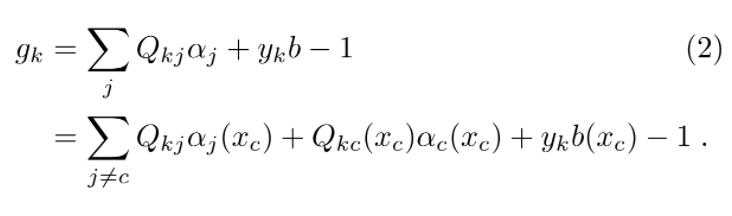 g_k = \sum_j Q_{kj} \alpha_j + y_k b - 1 (2)
= \sum_{j \neq c} Q_{kj} \alpha_j(x_c) + Q_{kc}(x_c) \alpha_c(x_c) + y_k b(x_c) - 1 .